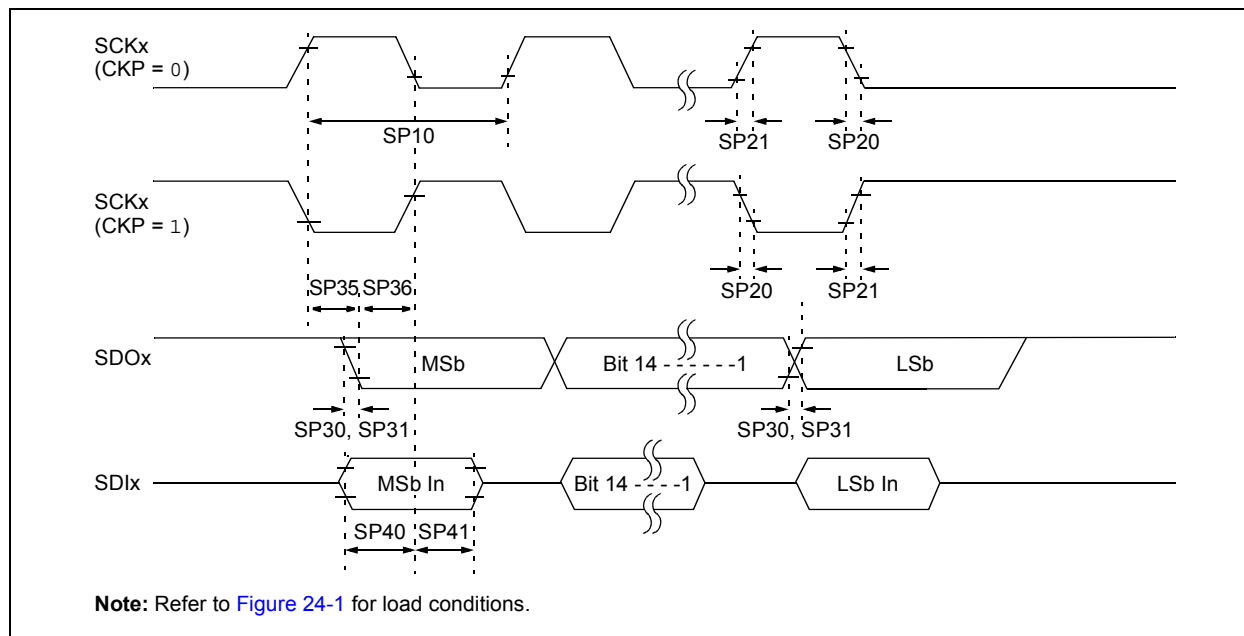 SCKx
(CKP = 0)
SP10
SP21
SP20
SCKx
(CKP = 1)
SP35
SP36
SP20
SP21
SDOx
MSb
Bit 14 - - - - - -1
LSb
SP30, SP31
SP30, SP31
SDIx
MSb In
Bit 14 - - - -1
LSb In
SP40
SP41
Note: Refer to Figure 24-1 for load conditions.